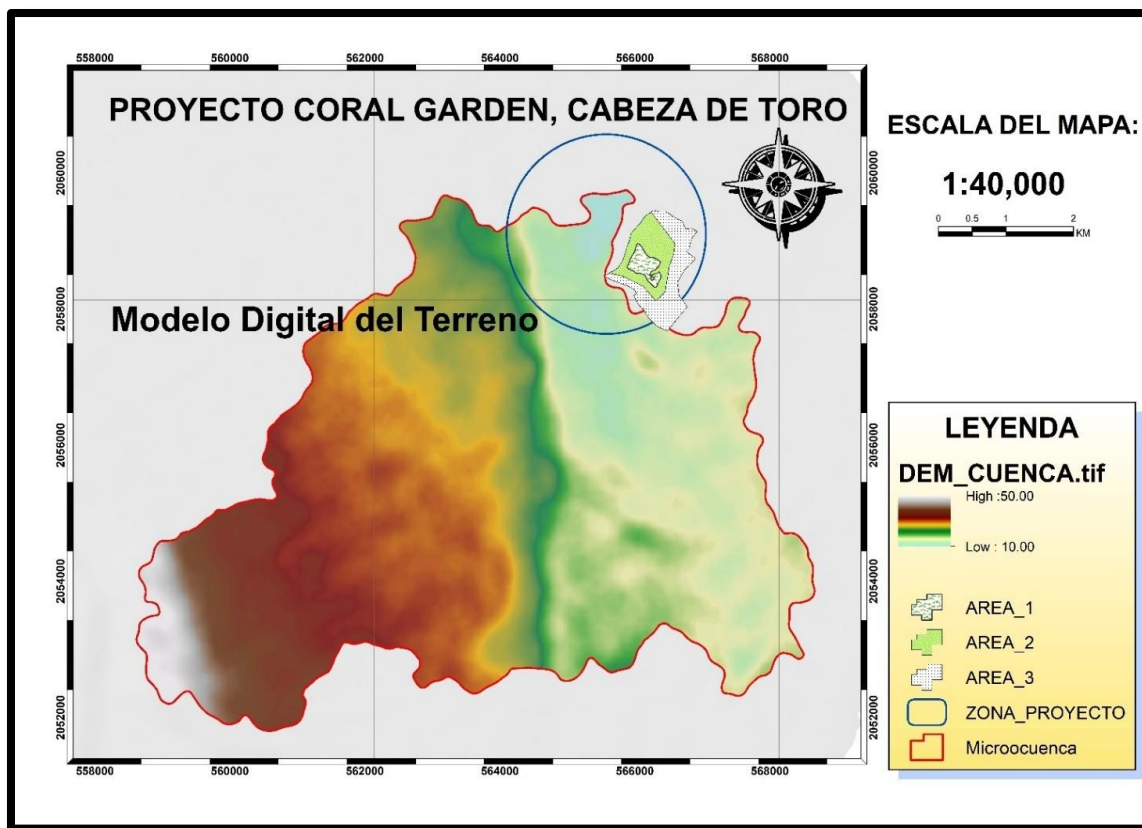 558000 560000 562000 564000 566000 568000
PROYECTO CORAL GARDEN, CABEZA DE TORO
Modelo Digital del Terreno
2060000
2058000
2056000
2054000
2052000
2060000
2058000
2056000
2054000
2052000
558000 560000 562000 564000 566000 568000
ESCALA DEL MAPA:
1:40,000
0 0.5 1 2
KM
LEYENDA
DEM_CUENCA.tif
High :50.00
Low : 10.00
AREA_1
AREA_2
AREA_3
ZONA_PROYECTO
Microocuenca